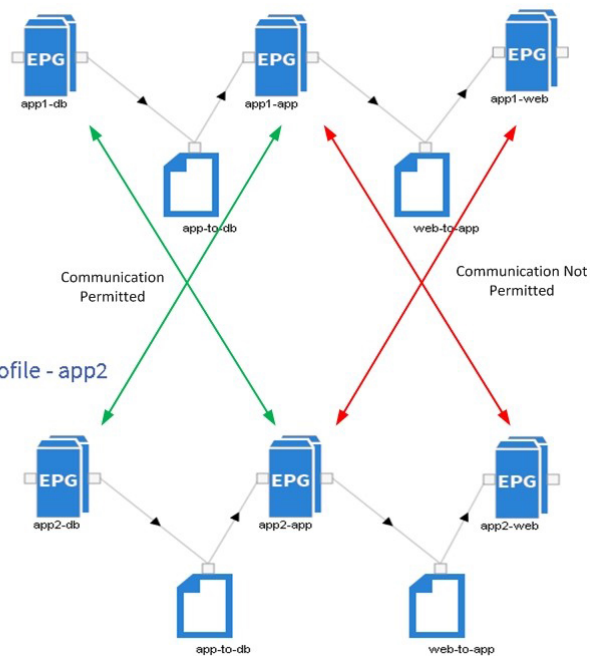 EPG
EPG
EPG
app1-db
app1-app
app1-web
app-to-db
web-to-app
Communication
Permitted
Communication Not
Permitted
ofile - app2
EPG
EPG
EPG
app2-db
app2-app
app2-web
app-to-db
web-to-app